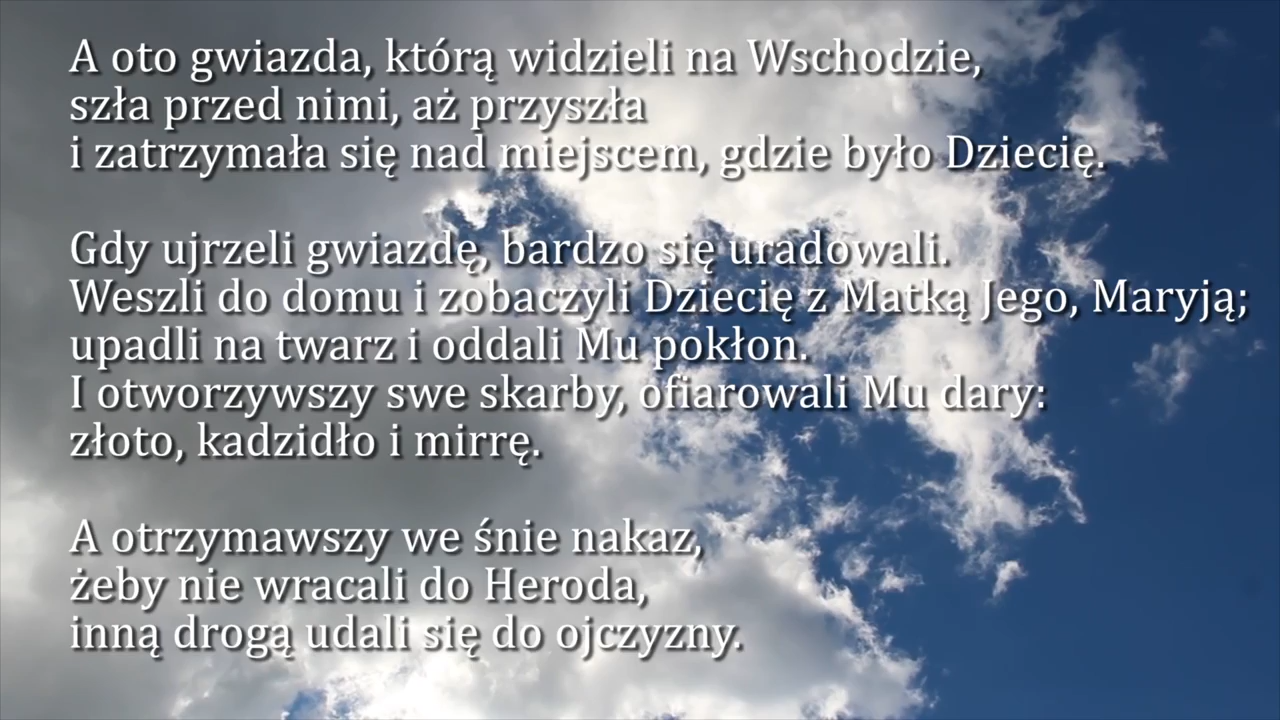 A oto gwiazda, którą widzieli na Wschodzie,
szła przed nimi, aż przyszła
i zatrzymała się nad miejscem, gdzie było Dziecię.
Gdy ujrzeli gwiazdę, bardzo się uradowali.
Weszli do domu i zobaczyli Dziecię z Matką Jego, Maryją;
upadli na twarz i oddali Mu pokłon.
I otworzywszy swe skarby, ofiarowali Mu dary:
złoto, kadzidło i mirrę.
A otrzymawszy we śnie nakaz,
żeby nie wracali do Heroda,
inną drogą udali się do ojczyzny.